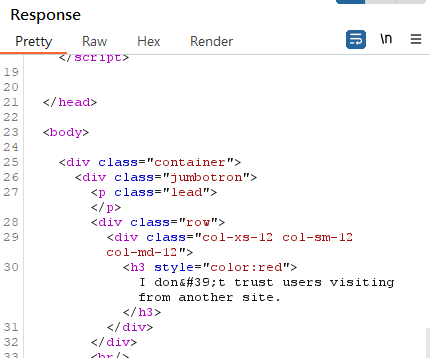 Response
Pretty Raw Hex Render \n
</script>
19
20
21 </head>
22
23 <body>
24
25 <div class="container">
26 <div class="jumbotron">
27 <p class="lead">
</p>
28 <div class="row">
29 <div class="col-xs-12 col-sm-12
col-md-12">
30 <h3 style="color:red">
I don&#39;t trust users visiting
from another site.
</h3>
31 </div>
32 </div>
33 <br/>